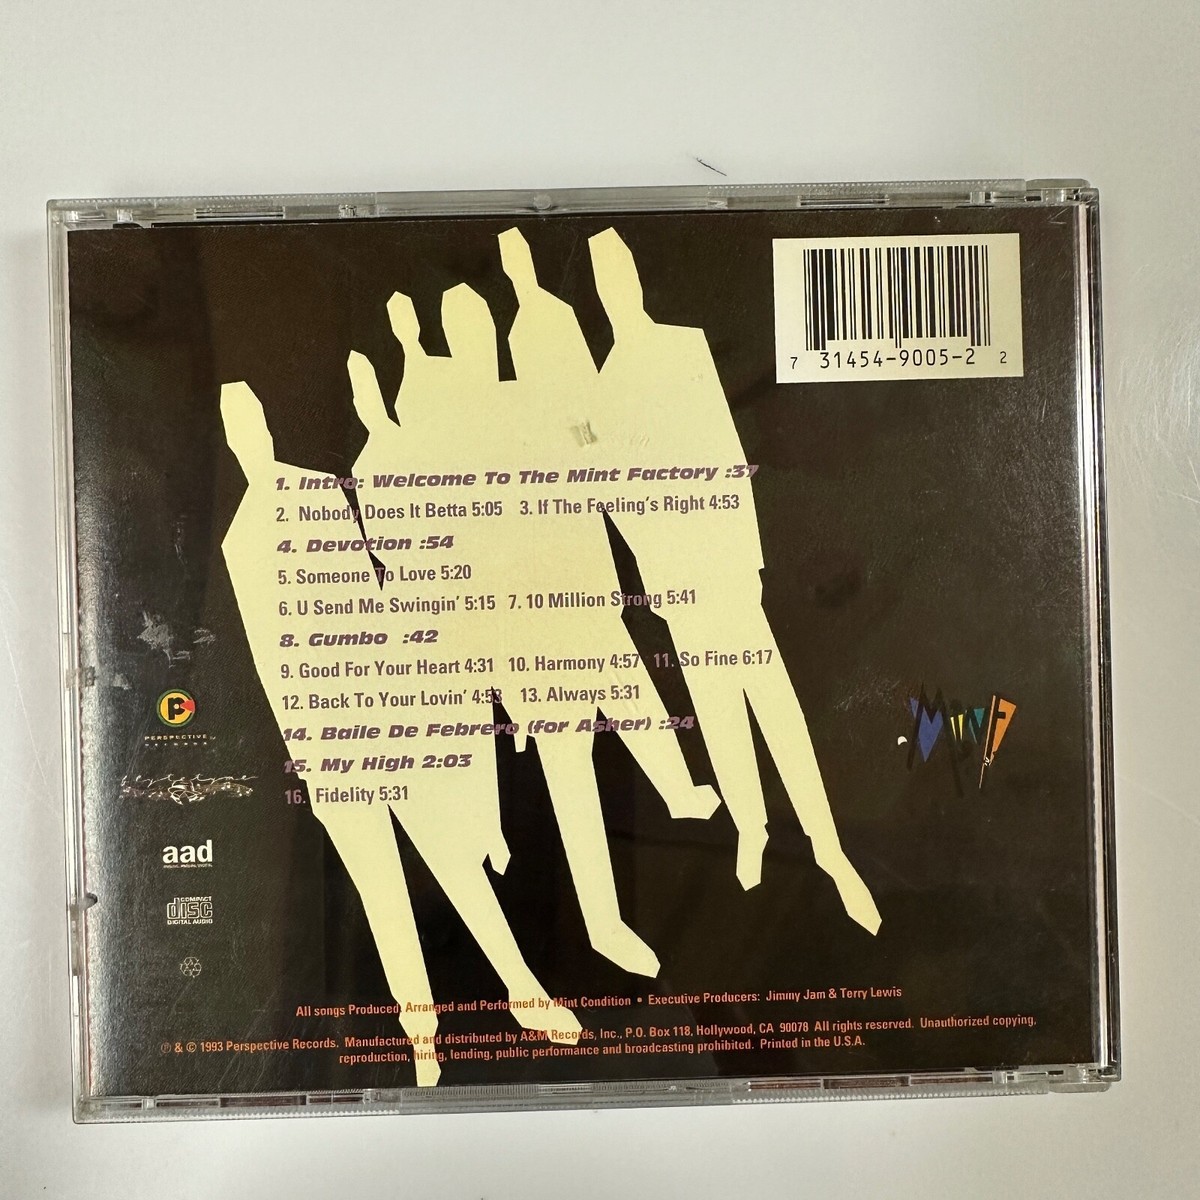 7 31454-9005-2 2
1. Intro: Welcome To The Mint Factory :37
2. Nobody Does It Betta 5:05 3. If The Feeling's Right 4:53
4. Devotion :54
5. Someone To Love 5:20
6. U Send Me Swingin' 5:15 7. 10 Million Strong 5:41
8. Gumbo :42
9. Good For Your Heart 4:31 10. Harmony 4:57 11. So Fine 6:17
12. Back To Your Lovin' 4:53 13. Always 5:31
14. Baile De Febrero (for Asher) :24
15. My High 2:03
16. Fidelity 5:31
P
PERSPECTIVE
RECORDS
MINT
aad
COMPACT
disc
DIGITAL AUDIO
All songs Produced, Arranged and Performed by Mint Condition • Executive Producers: Jimmy Jam & Terry Lewis
℗ & © 1993 Perspective Records. Manufactured and distributed by A&M Records, Inc., P.O. Box 118, Hollywood, CA 90078 All rights reserved. Unauthorized copying,
reproduction, hiring, lending, public performance and broadcasting prohibited. Printed in the U.S.A.